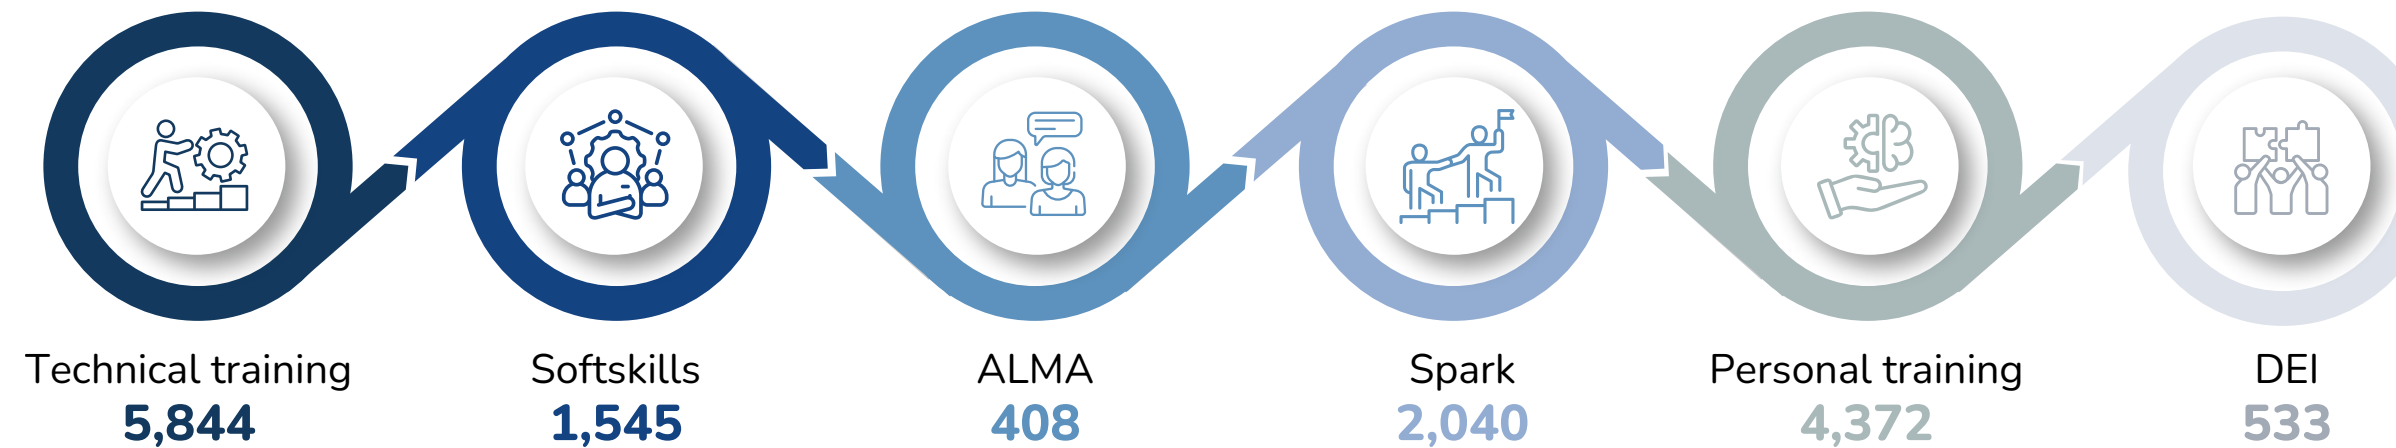 Technical training
5,844
Softskills
1,545
ALMA
408
Spark
2,040
Personal training
4,372
DEI
533